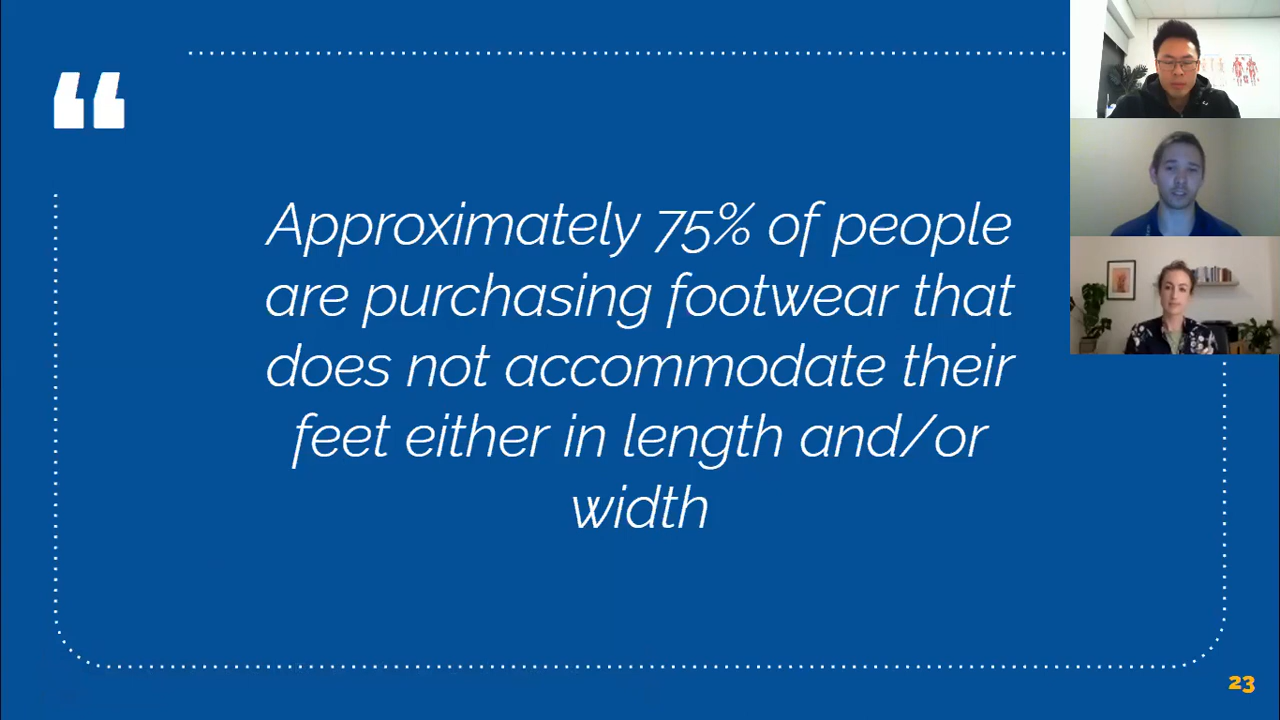 “
Approximately 75% of people
are purchasing footwear that
does not accommodate their
feet either in length and/or
width
23